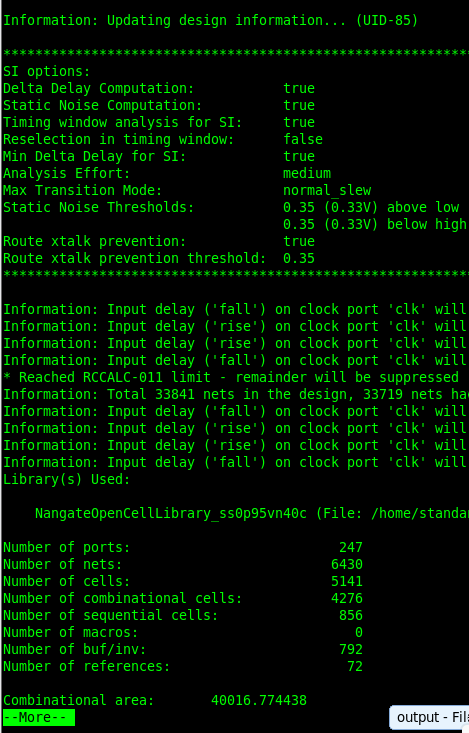 Information: Updating design information... (UID-85)
****************************************************************
SI options:
Delta Delay Computation: true
Static Noise Computation: true
Timing window analysis for SI: true
Reselection in timing window: false
Min Delta Delay for SI: true
Analysis Effort: medium
Max Transition Mode: normal_slew
Static Noise Thresholds: 0.35 (0.33V) above low
0.35 (0.33V) below high
Route xtalk prevention: true
Route xtalk prevention threshold: 0.35
****************************************************************
Information: Input delay ('fall') on clock port 'clk' will
Information: Input delay ('rise') on clock port 'clk' will
Information: Input delay ('rise') on clock port 'clk' will
Information: Input delay ('fall') on clock port 'clk' will
* Reached RCCALC-011 limit - remainder will be suppressed
Information: Total 33841 nets in the design, 33719 nets ha
Information: Input delay ('fall') on clock port 'clk' will
Information: Input delay ('rise') on clock port 'clk' will
Information: Input delay ('rise') on clock port 'clk' will
Information: Input delay ('fall') on clock port 'clk' will
Library(s) Used:
NangateOpenCellLibrary_ss0p95vn40c (File: /home/standa
Number of ports: 247
Number of nets: 6430
Number of cells: 5141
Number of combinational cells: 4276
Number of sequential cells: 856
Number of macros: 0
Number of buf/inv: 792
Number of references: 72
Combinational area: 40016.774438
--More--
output - Fil